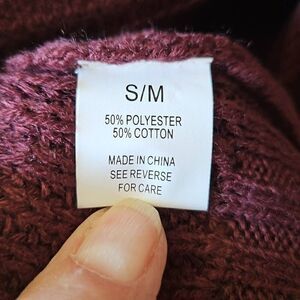 S/M
50% POLYESTER
50% COTTON
MADE IN CHINA
SEE REVERSE
FOR CARE